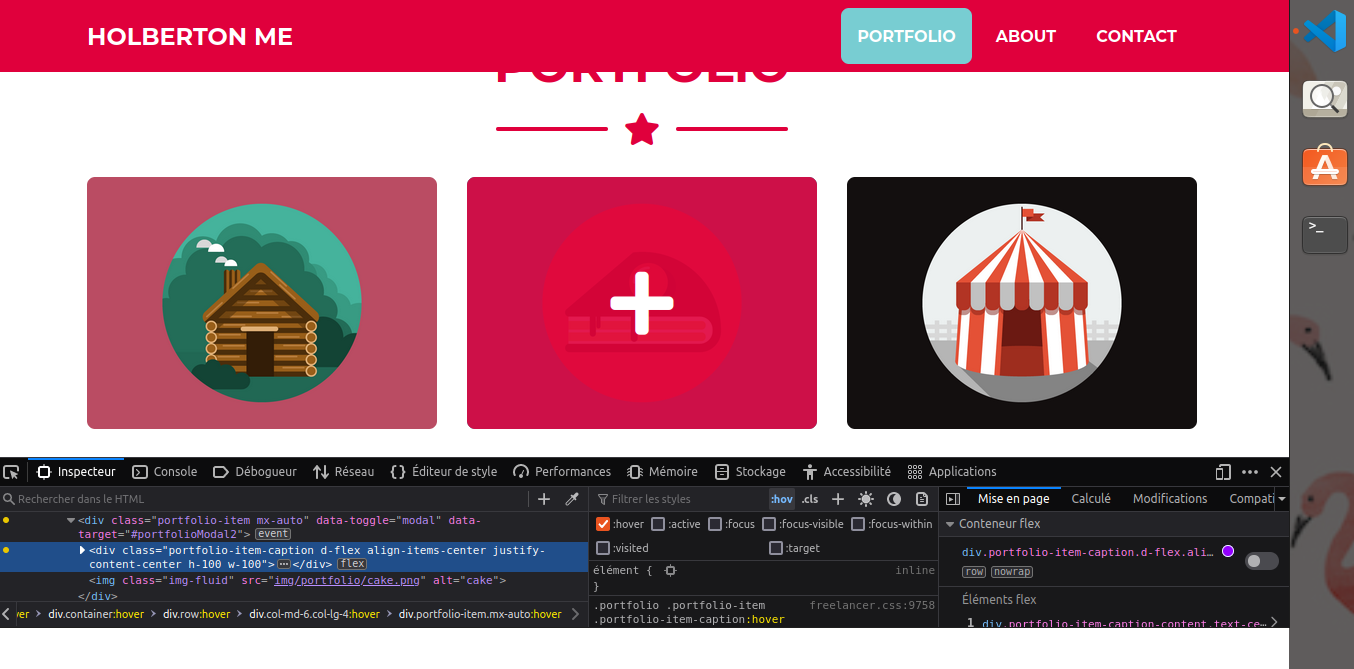 HOLBERTON ME
PORTFOLIO
ABOUT
CONTACT
PORTFOLIO
>_
Inspecteur
Console
Débogueur
Réseau
Éditeur de style
Performances
Mémoire
Stockage
Accessibilité
Applications
Rechercher dans le HTML
<div class="portfolio-item mx-auto" data-toggle="modal" data-
target="#portfolioModal2"> event
<div class="portfolio-item-caption d-flex align-items-center justify-
content-center h-100 w-100"> </div> flex
<img class="img-fluid" src="img/portfolio/cake.png" alt="cake">
</div>
ver > div.container:hover > div.row:hover > div.col-md-6.col-lg-4:hover > div.portfolio-item.mx-auto:hover
Filtrer les styles
:hov
.cls
:hover
:active
:focus
:focus-visible
:focus-within
:visited
:target
élément { inline
}
.portfolio .portfolio-item freelancer.css:9758
.portfolio-item-caption:hover
Mise en page
Calculé
Modifications
Compati
Conteneur flex
div.portfolio-item-caption.d-flex.ali…
row nowrap
Éléments flex
1 div.portfolio-item-caption-content.text-ce…